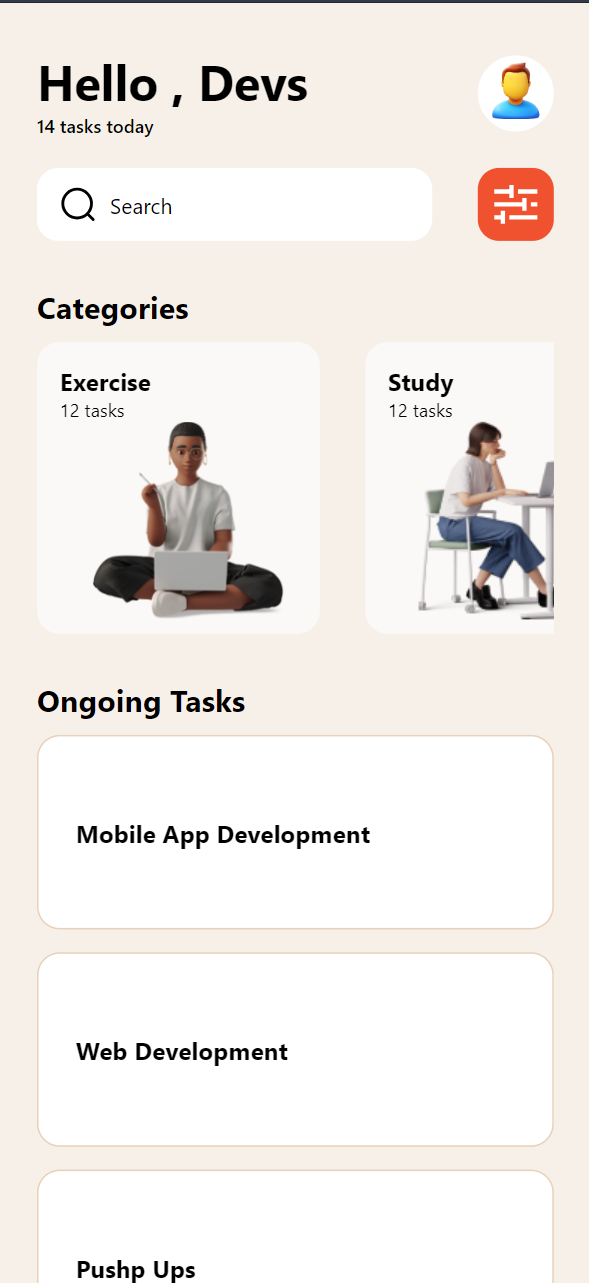 Hello , Devs
14 tasks today
Search
Categories
Exercise
12 tasks
Study
12 tasks
Ongoing Tasks
Mobile App Development
Web Development
Pushp Ups